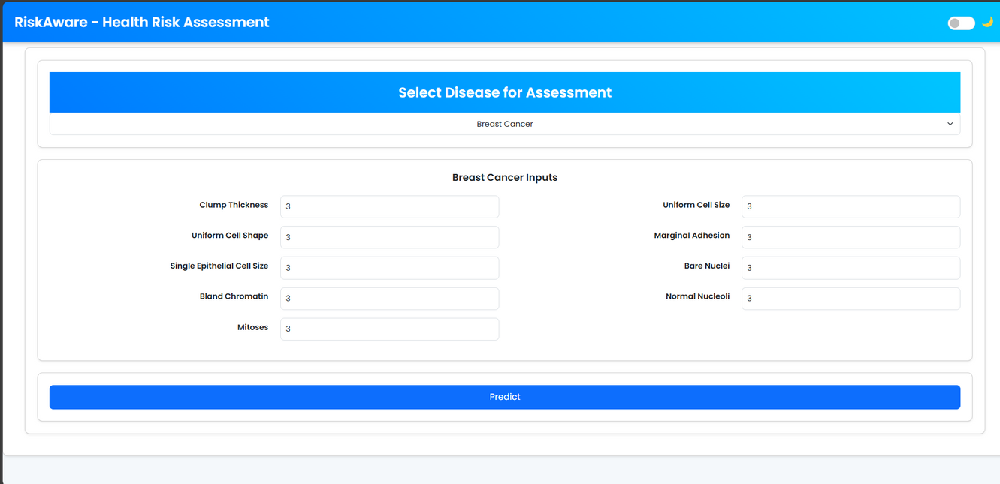 RiskAware - Health Risk Assessment
Select Disease for Assessment
Breast Cancer
Breast Cancer Inputs
Clump Thickness 3 Uniform Cell Size 3
Uniform Cell Shape 3 Marginal Adhesion 3
Single Epithelial Cell Size 3 Bare Nuclei 3
Bland Chromatin 3 Normal Nucleoli 3
Mitoses 3
Predict